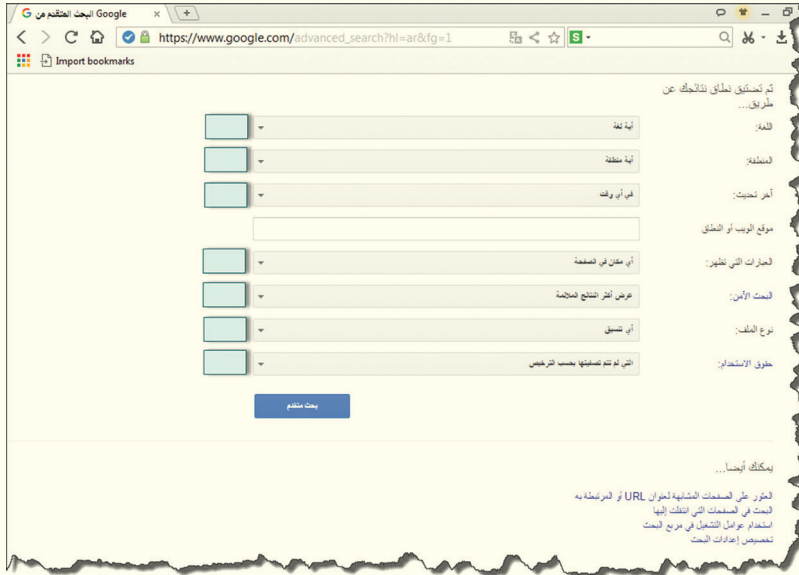 Google البحث المتقدم من
https://www.google.com/advanced_search?hl=ar&fg=1
Import bookmarks
ثم تضييق نطاق نتائجك عن
طريق...
اللغة:
أية لغة
المنطقة:
أية منطقة
آخر تحديث:
في أي وقت
موقع الويب أو النطاق
العبارات التي تظهر:
أي مكان في الصفحة
البحث الآمن:
عرض أكثر النتائج الملائمة
نوع الملف:
أي تنسيق
حقوق الاستخدام:
التي لم تتم تصفيتها بحسب الترخيص
بحث متقدم
يمكنك أيضًا...
العثور على الصفحات المشابهة لعنوان URL أو المرتبطة به
البحث في الصفحات التي انتقلت إليها
استخدام عوامل التشغيل في مربع البحث
تخصيص إعدادات البحث